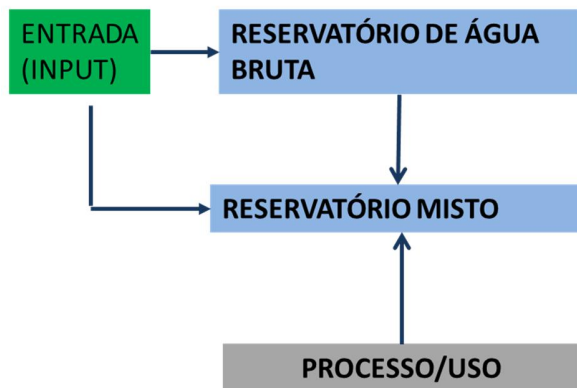 ENTRADA
(INPUT)
RESERVATÓRIO DE ÁGUA
BRUTA
RESERVATÓRIO MISTO
PROCESSO/USO